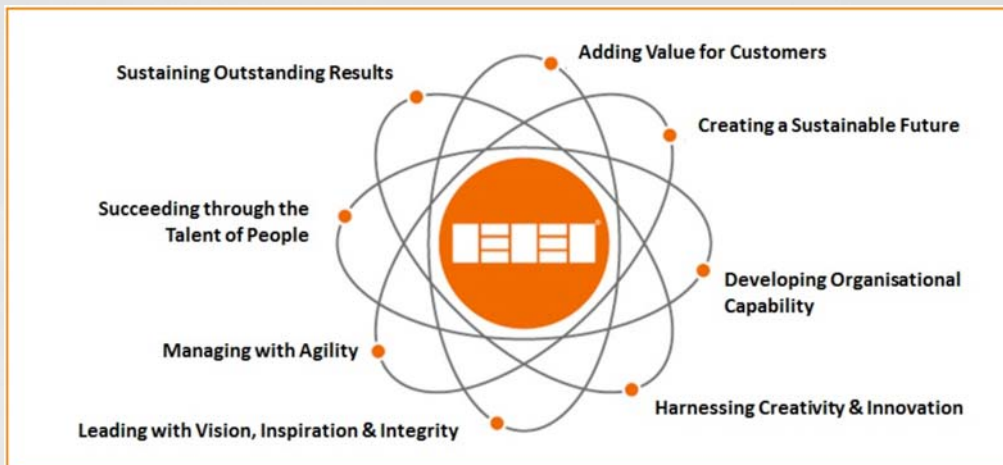 Adding Value for Customers
Sustaining Outstanding Results
Creating a Sustainable Future
Succeeding through the
Talent of People
Developing Organisational
Capability
Managing with Agility
Harnessing Creativity & Innovation
Leading with Vision, Inspiration & Integrity